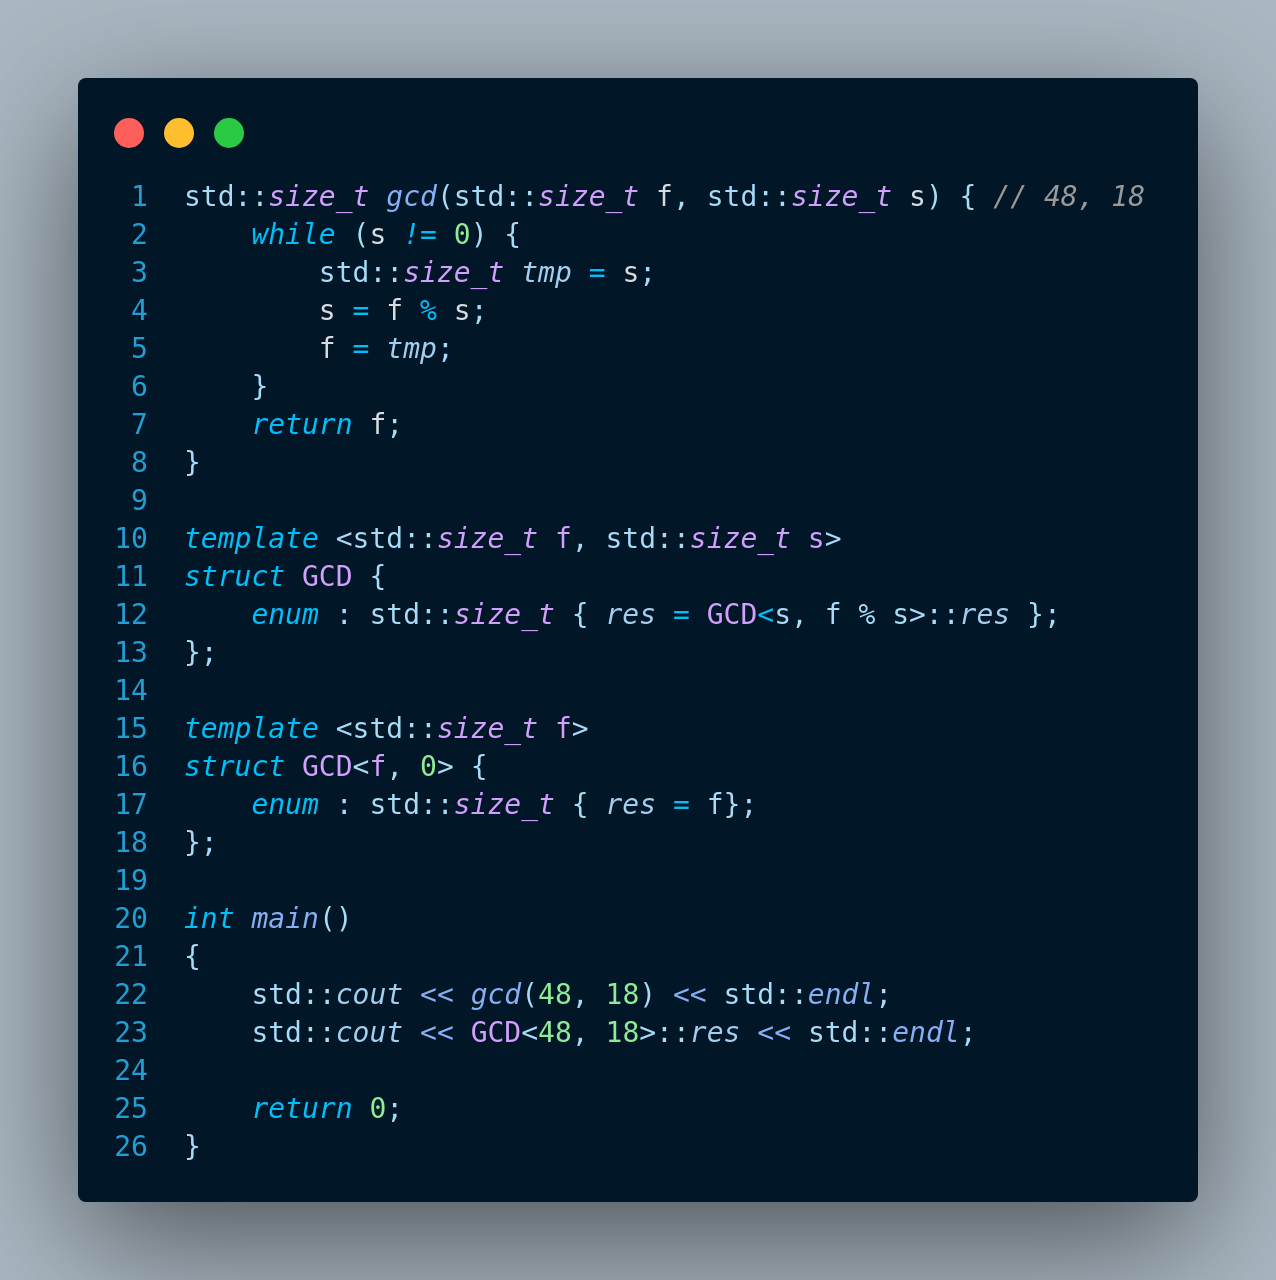 1 std::size_t gcd(std::size_t f, std::size_t s) { // 48, 18
2     while (s != 0) {
3         std::size_t tmp = s;
4         s = f % s;
5         f = tmp;
6     }
7     return f;
8 }
9
10 template <std::size_t f, std::size_t s>
11 struct GCD {
12     enum : std::size_t { res = GCD<s, f % s>::res };
13 };
14
15 template <std::size_t f>
16 struct GCD<f, 0> {
17     enum : std::size_t { res = f};
18 };
19
20 int main()
21 {
22     std::cout << gcd(48, 18) << std::endl;
23     std::cout << GCD<48, 18>::res << std::endl;
24
25     return 0;
26 }